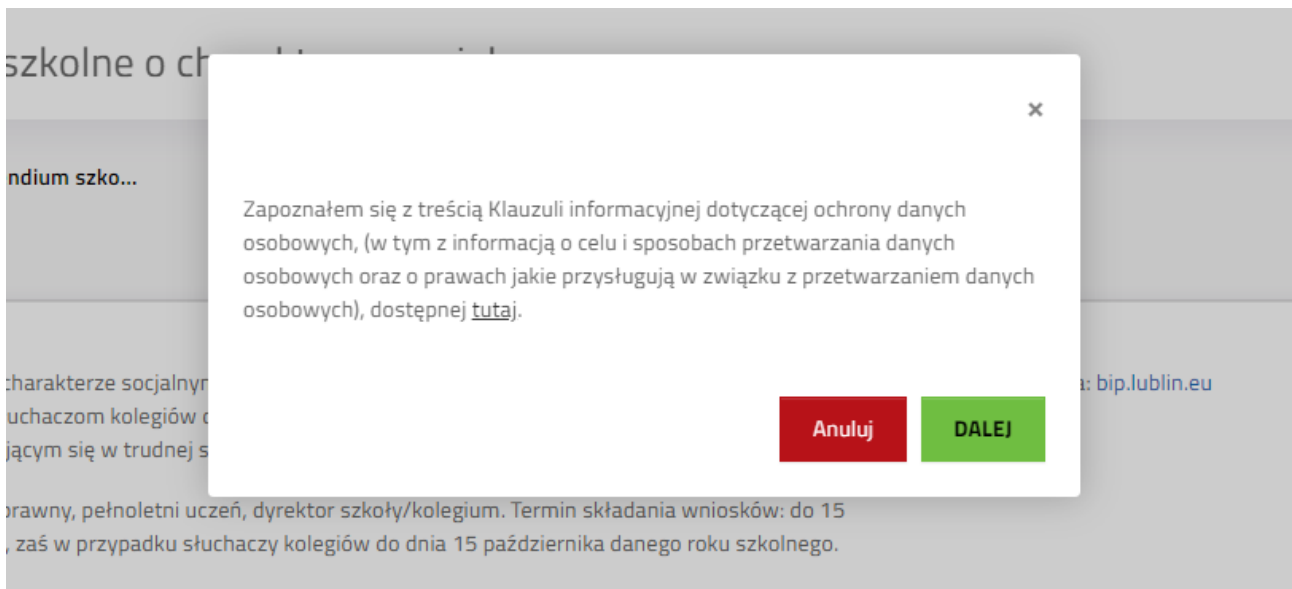 szkolne o ch
×
ndium szko...
Zapoznałem się z treścią Klauzuli informacyjnej dotyczącej ochrony danych
osobowych, (w tym z informacją o celu i sposobach przetwarzania danych
osobowych oraz o prawach jakie przysługują w związku z przetwarzaniem danych
osobowych), dostępnej tutaj.
charakterze socjalnym
: bip.lublin.eu
uchaczom kolegiów
jącym się w trudnej s
Anuluj
DALEJ
prawny, pełnoletni uczeń, dyrektor szkoły/kolegium. Termin składania wniosków: do 15
, zaś w przypadku słuchaczy kolegiów do dnia 15 października danego roku szkolnego.